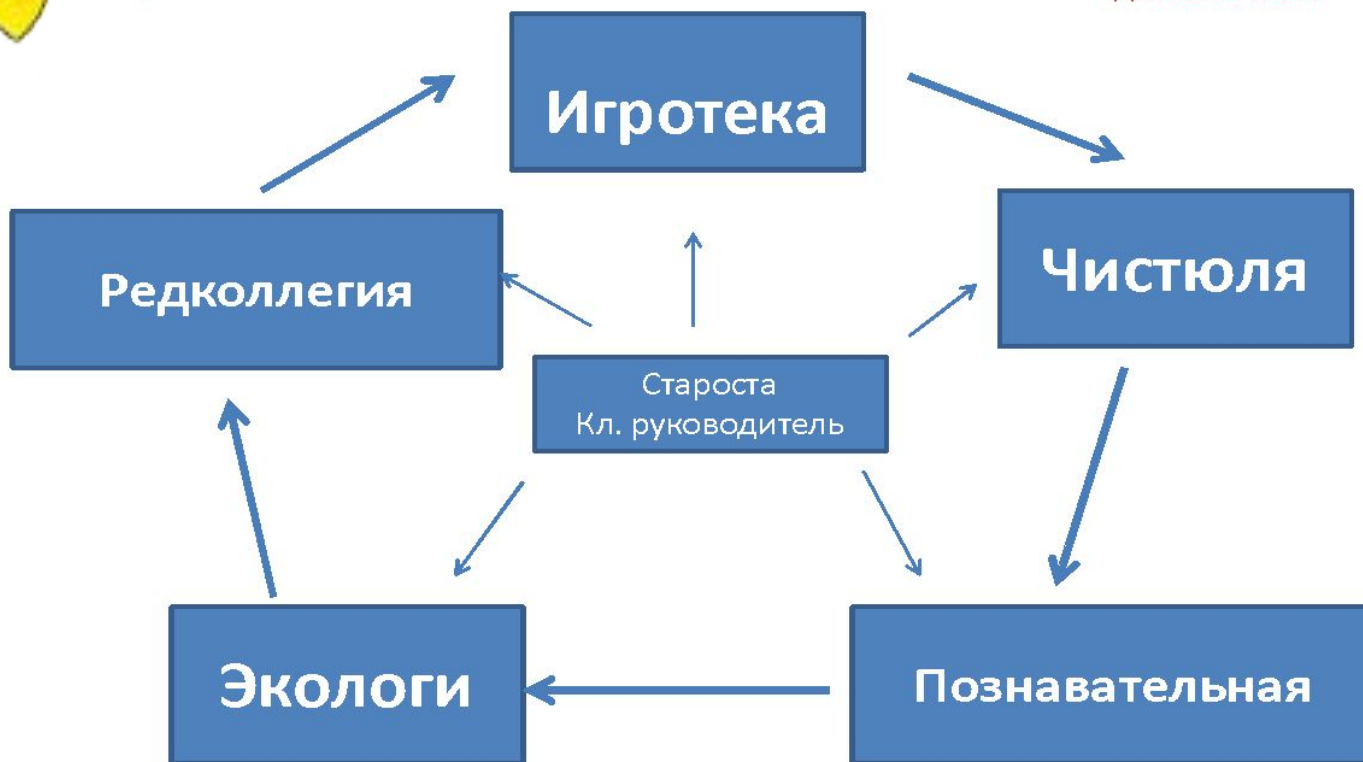 Игротека
Чистюля
Редколлегия
Староста
Кл. руководитель
Экологи
Познавательная